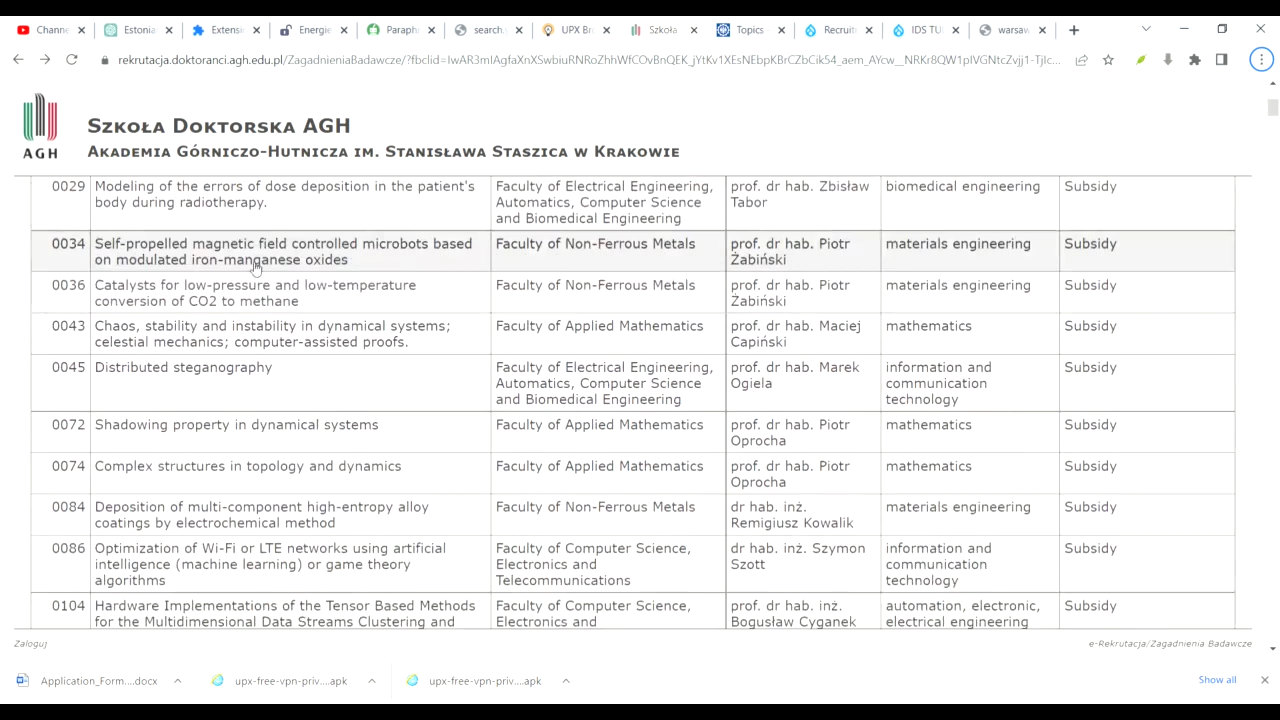 Channe
Estonia
Extensi
Energie
Paraph
search.
UPX Br
Szkoła
Topics
Recruit
IDS TU
warsaw
rekrutacja.doktoranci.agh.edu.pl/ZagadnieniaBadawcze/
AGH
SZKOŁA DOKTORSKA AGH
AKADEMIA GÓRNICZO-HUTNICZA IM. STANISŁAWA STASZICA W KRAKOWIE
0029 Modeling of the errors of dose deposition in the patient's Faculty of Electrical Engineering, prof. dr hab. Zbisław biomedical engineering Subsidy
body during radiotherapy. Automatics, Computer Science Tabor
and Biomedical Engineering
0034 Self-propelled magnetic field controlled microbots based Faculty of Non-Ferrous Metals prof. dr hab. Piotr materials engineering Subsidy
on modulated iron-manganese oxides Żabiński
0036 Catalysts for low-pressure and low-temperature Faculty of Non-Ferrous Metals prof. dr hab. Piotr materials engineering Subsidy
conversion of CO2 to methane Żabiński
0043 Chaos, stability and instability in dynamical systems; Faculty of Applied Mathematics prof. dr hab. Maciej mathematics Subsidy
celestial mechanics; computer-assisted proofs. Capiński
0045 Distributed steganography Faculty of Electrical Engineering, prof. dr hab. Marek information and Subsidy
Automatics, Computer Science Ogiela communication
and Biomedical Engineering technology
0072 Shadowing property in dynamical systems Faculty of Applied Mathematics prof. dr hab. Piotr mathematics Subsidy
Oprocha
0074 Complex structures in topology and dynamics Faculty of Applied Mathematics prof. dr hab. Piotr mathematics Subsidy
Oprocha
0084 Deposition of multi-component high-entropy alloy Faculty of Non-Ferrous Metals dr hab. inż. materials engineering Subsidy
coatings by electrochemical method Remigiusz Kowalik
0086 Optimization of Wi-Fi or LTE networks using artificial Faculty of Computer Science, dr hab. inż. Szymon information and Subsidy
intelligence (machine learning) or game theory Electronics and Szott communication
algorithms Telecommunications technology
0104 Hardware Implementations of the Tensor Based Methods Faculty of Computer Science, prof. dr hab. inż. automation, electronic, Subsidy
for the Multidimensional Data Streams Clustering and Electronics and Bogusław Cyganek electrical engineering
Zaloguj e-Rekrutacja/Zagadnienia Badawcze
Application_Form....docx upx-free-vpn-priv....apk upx-free-vpn-priv....apk Show all